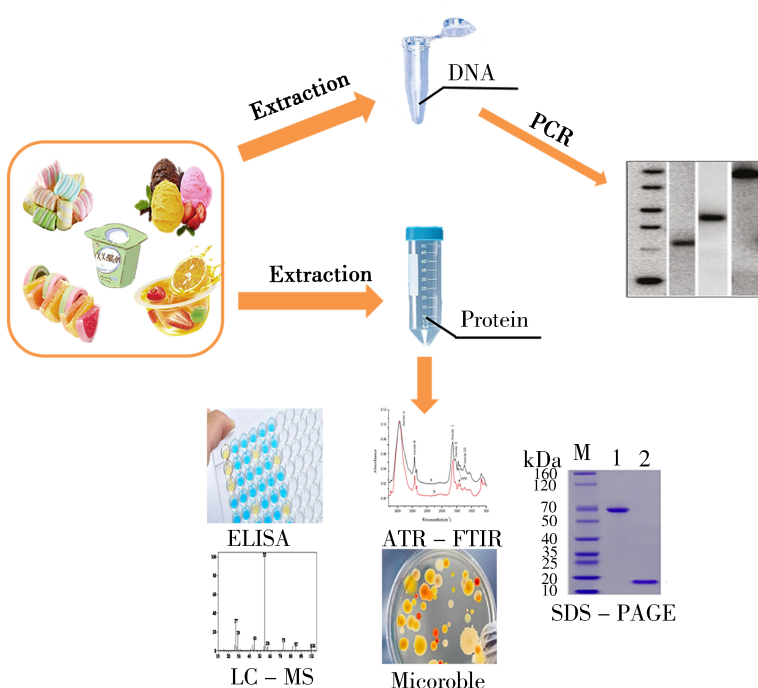 DNA
Extraction
PCR
Extraction
Protein
ELISA
ATR – FTIR
kDa M 1 2
160
120
70
50
40
35
25
20
10
SDS – PAGE
LC – MS
Micoroble